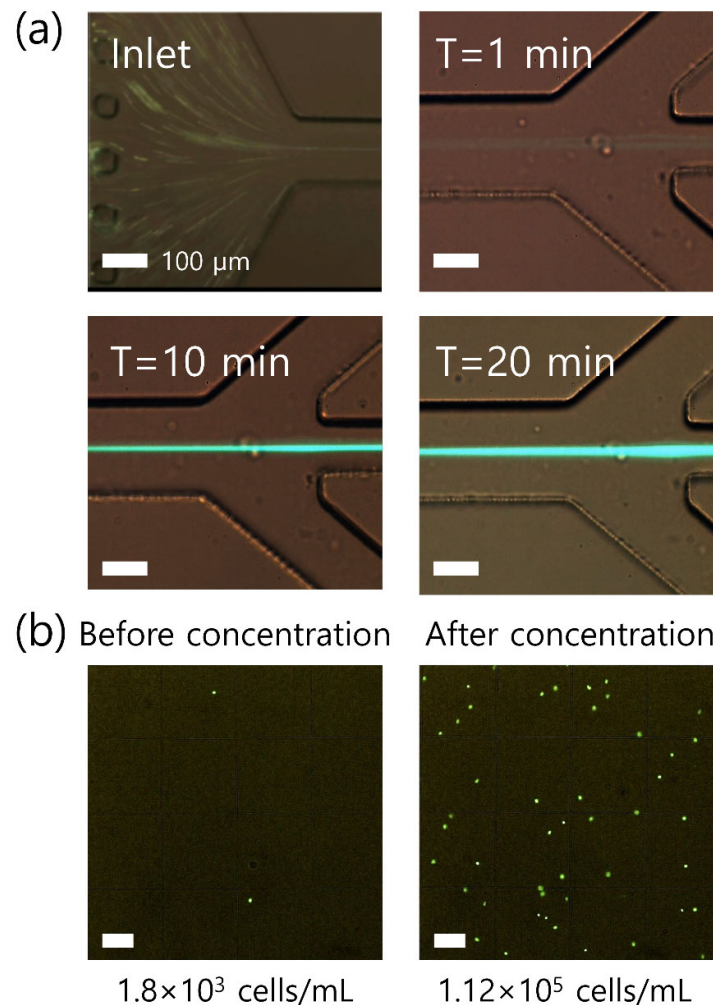 (a)
Inlet
T=1 min
100 μm
T=10 min
T=20 min
(b) Before concentration
After concentration
1.8×10³ cells/mL
1.12×10⁵ cells/mL